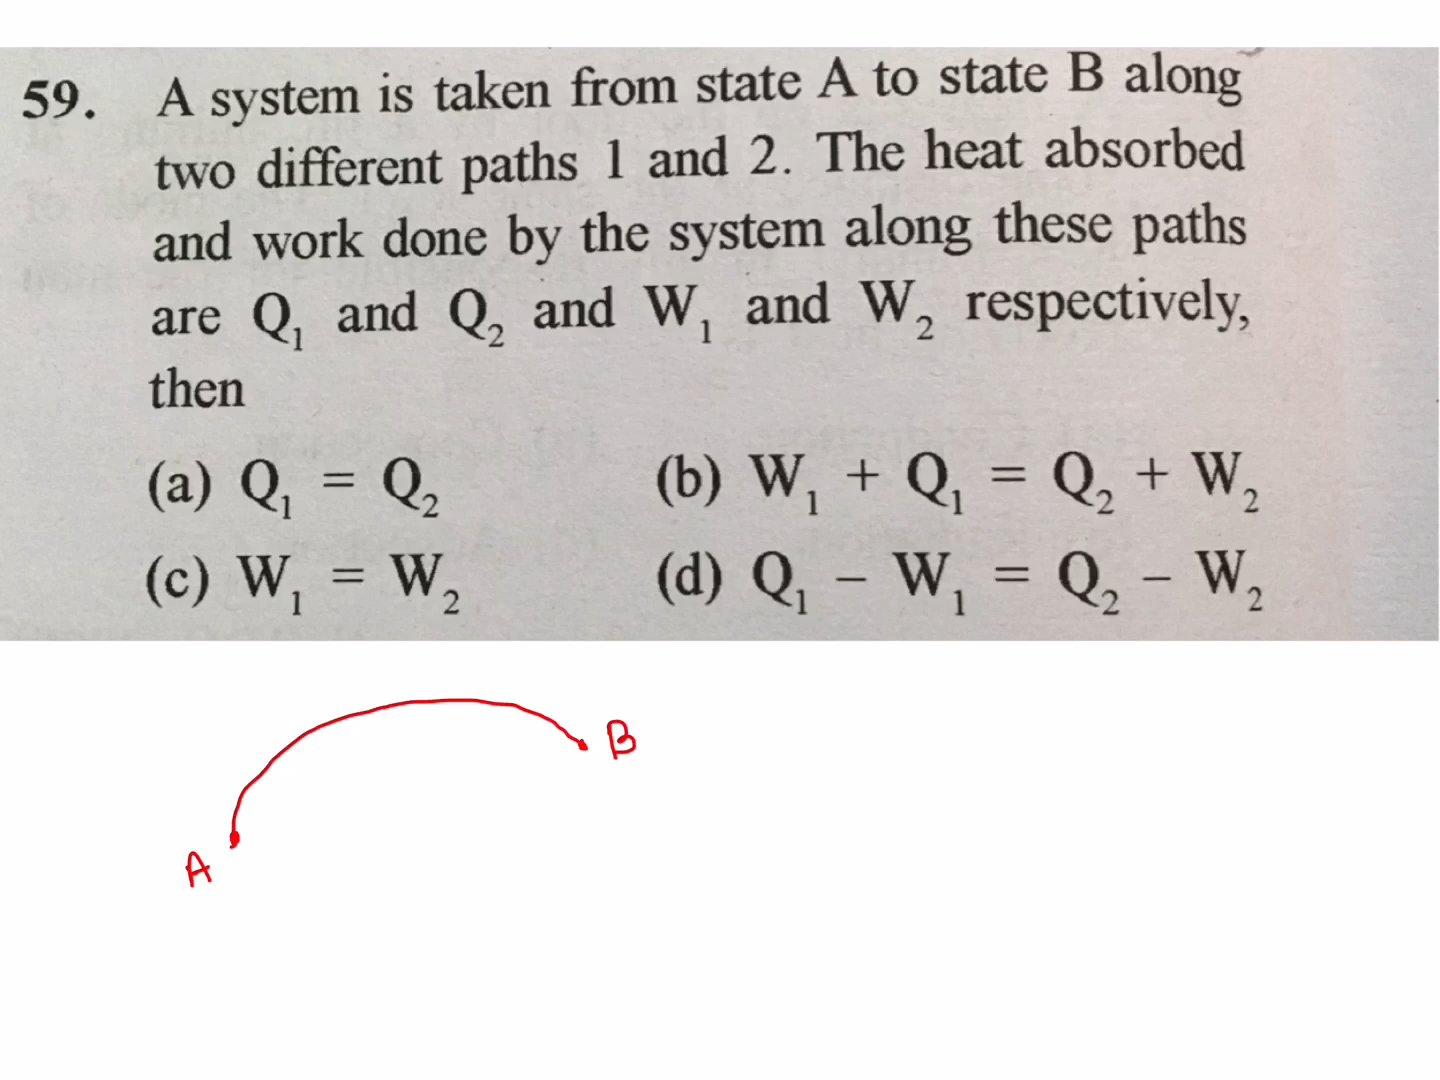 59. A system is taken from state A to state B along
two different paths 1 and 2. The heat absorbed
and work done by the system along these paths
are Q₁ and Q₂ and W₁ and W₂ respectively,
then
(a) Q₁ = Q₂ (b) W₁ + Q₁ = Q₂ + W₂
(c) W₁ = W₂ (d) Q₁ – W₁ = Q₂ – W₂
B
A